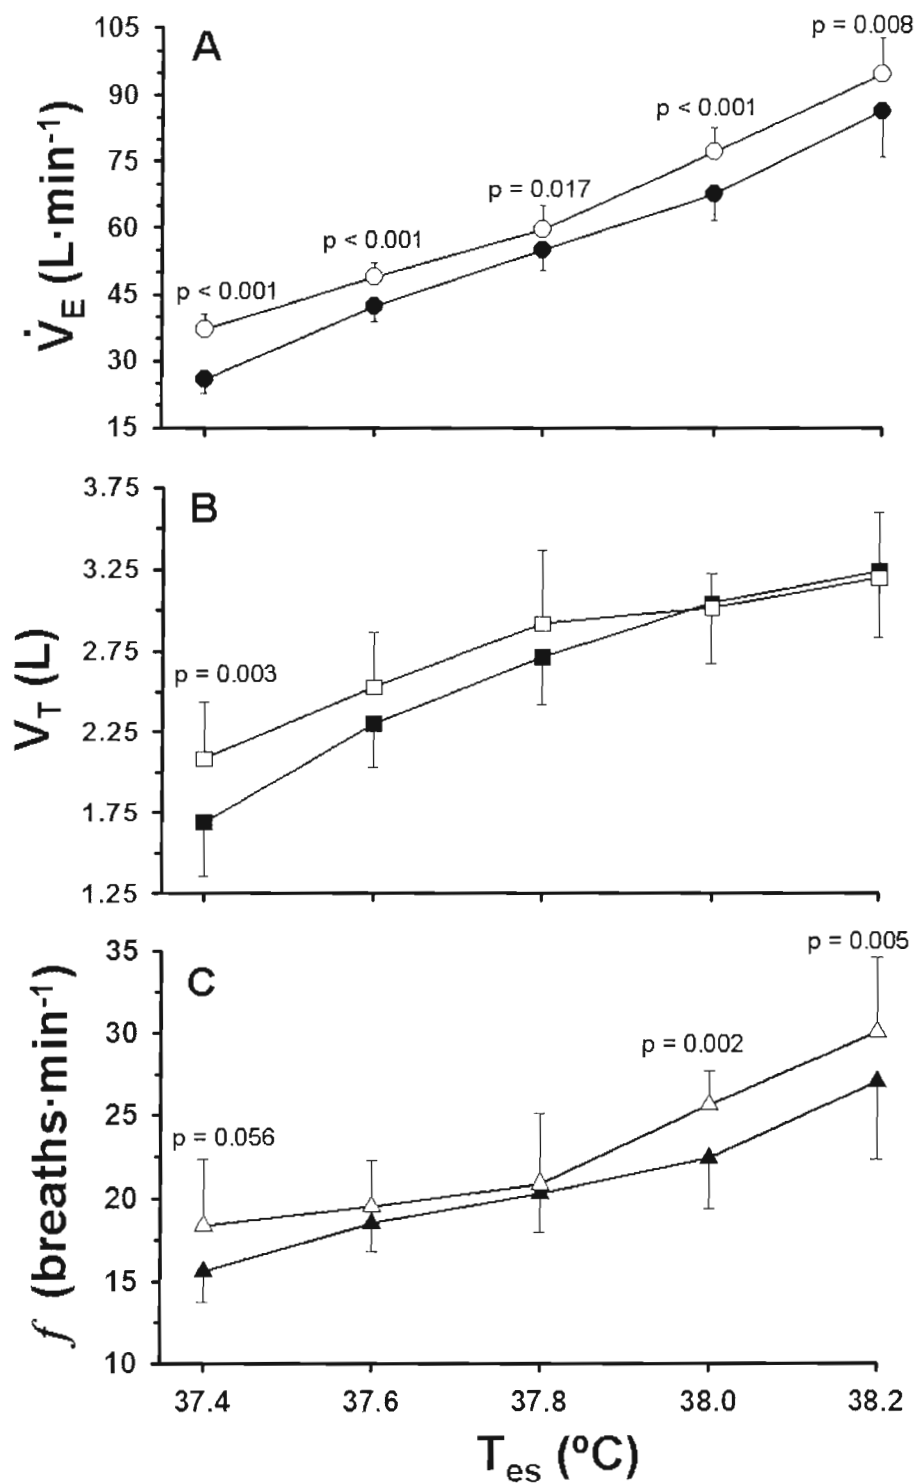 A
p = 0.008
p < 0.001
p = 0.017
p < 0.001
p < 0.001
105
90
75
60
45
30
15
V̇E (L·min-1)
B
p = 0.003
3.75
3.25
2.75
2.25
1.75
1.25
VT (L)
C
p = 0.005
p = 0.002
p = 0.056
35
30
25
20
15
10
f (breaths·min-1)
37.4 37.6 37.8 38.0 38.2
Tes (ºC)